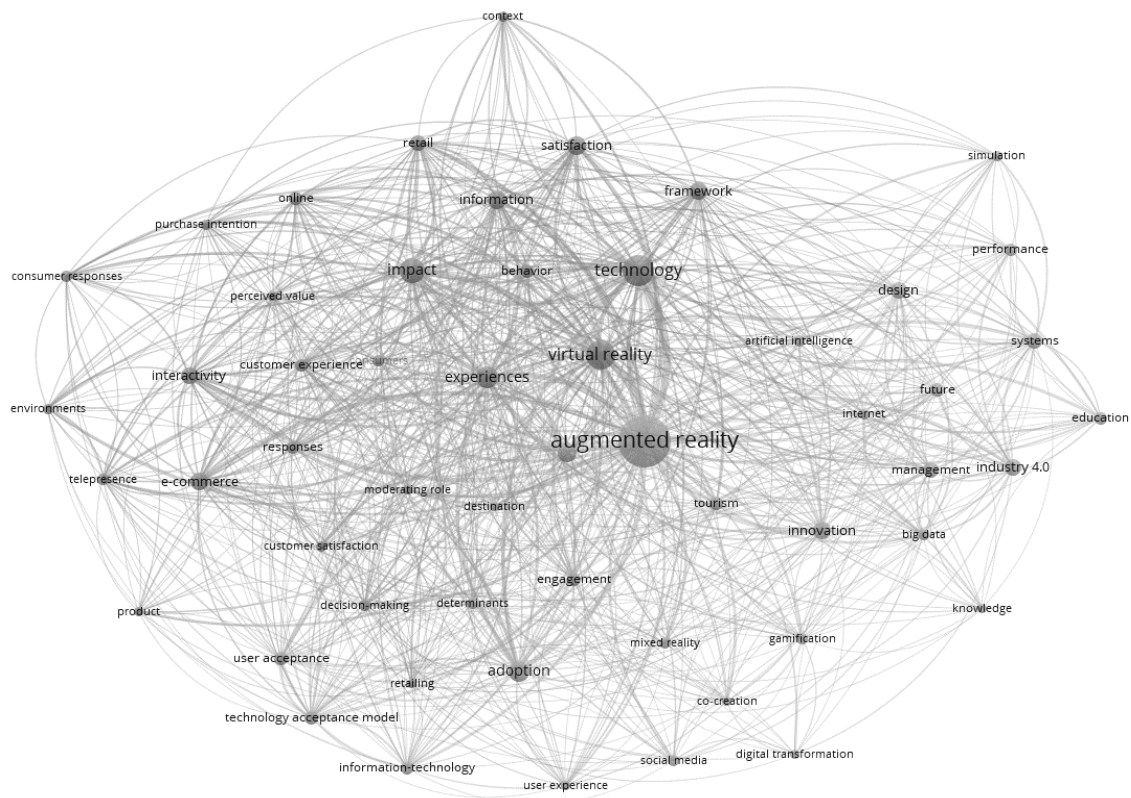 context
retail
satisfaction
simulation
framework
online
information
purchase intention
performance
impact
behavior
technology
consumer responses
design
perceived value
artificial intelligence
systems
virtual reality
customer experience
consumers
interactivity
experiences
future
environments
internet
education
augmented reality
responses
management
industry 4.0
telepresence
e-commerce
moderating role
destination
tourism
innovation
big data
customer satisfaction
engagement
product
decision-making
determinants
knowledge
mixed reality
gamification
user acceptance
adoption
retailing
co-creation
technology acceptance model
information-technology
social media
digital transformation
user experience